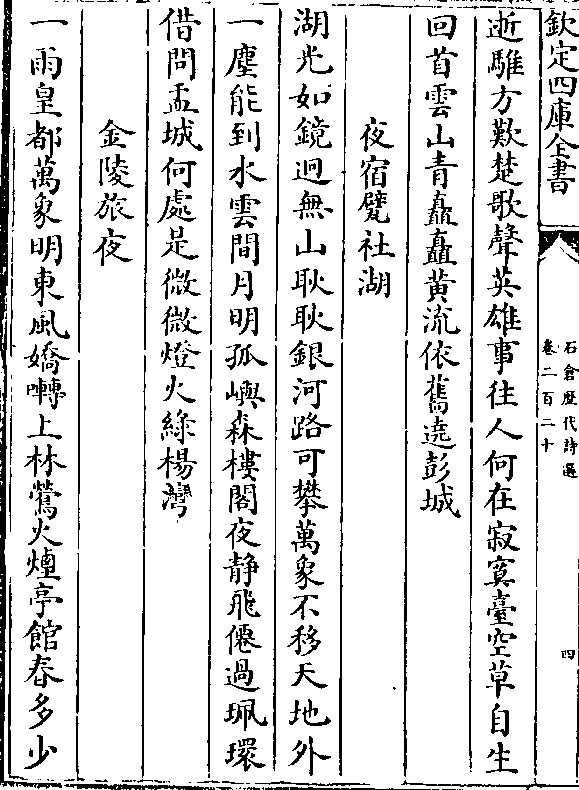 欽定四庫全書
石倉歷代詩選
卷二百二十
四
逝騅方歎楚歌聲英雄事往人何在寂寞臺空草自生
回首雲山青矗矗黄流依舊遶彭城
夜宿甓社湖
湖光如鏡迥無山耿耿銀河路可攀萬象不移天地外
一塵能到水雲間月明孤嶼森樓閣夜静飛僊過珮環
借問盂城何處是微微燈火綠楊灣
金陵旅夜
一雨皇都萬象明東風嬌囀上林鶯火煙亭館春多少